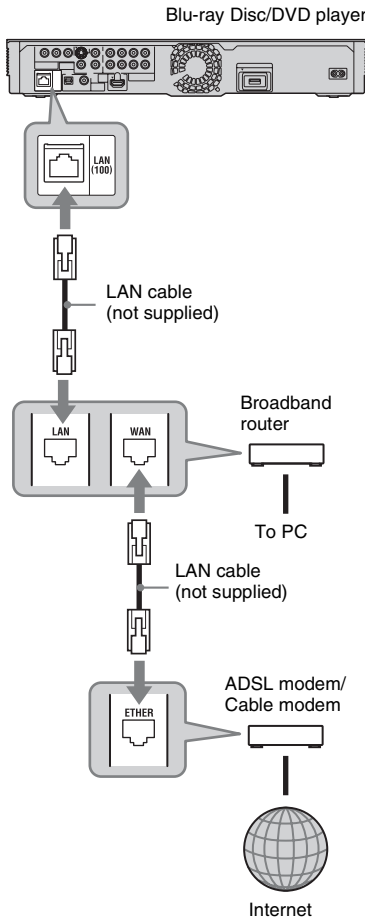 Blu-ray Disc/DVD player
LAN
(100)
LAN cable
(not supplied)
LAN
WAN
Broadband
router
To PC
LAN cable
(not supplied)
ETHER
ADSL modem/
Cable modem
Internet